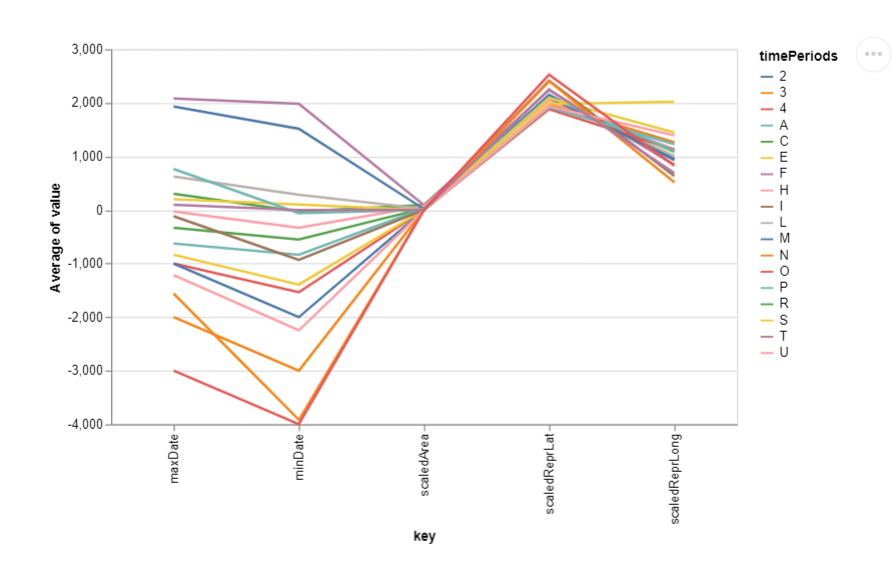 3,000
2,000
1,000
0
-1,000
-2,000
-3,000
-4,000
Average of value
maxDate
minDate
scaledArea
scaledReprLat
scaledReprLong
key
timePeriods
2
3
4
A
C
E
F
H
I
L
M
N
O
P
R
S
T
U